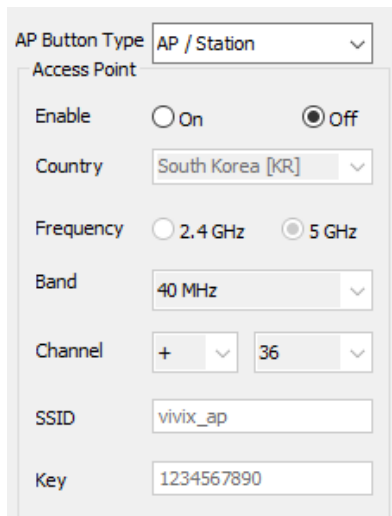 AP Button Type AP / Station
Access Point
Enable On Off
Country South Korea [KR]
Frequency 2.4 GHz 5 GHz
Band 40 MHz
Channel + 36
SSID vivix_ap
Key 1234567890